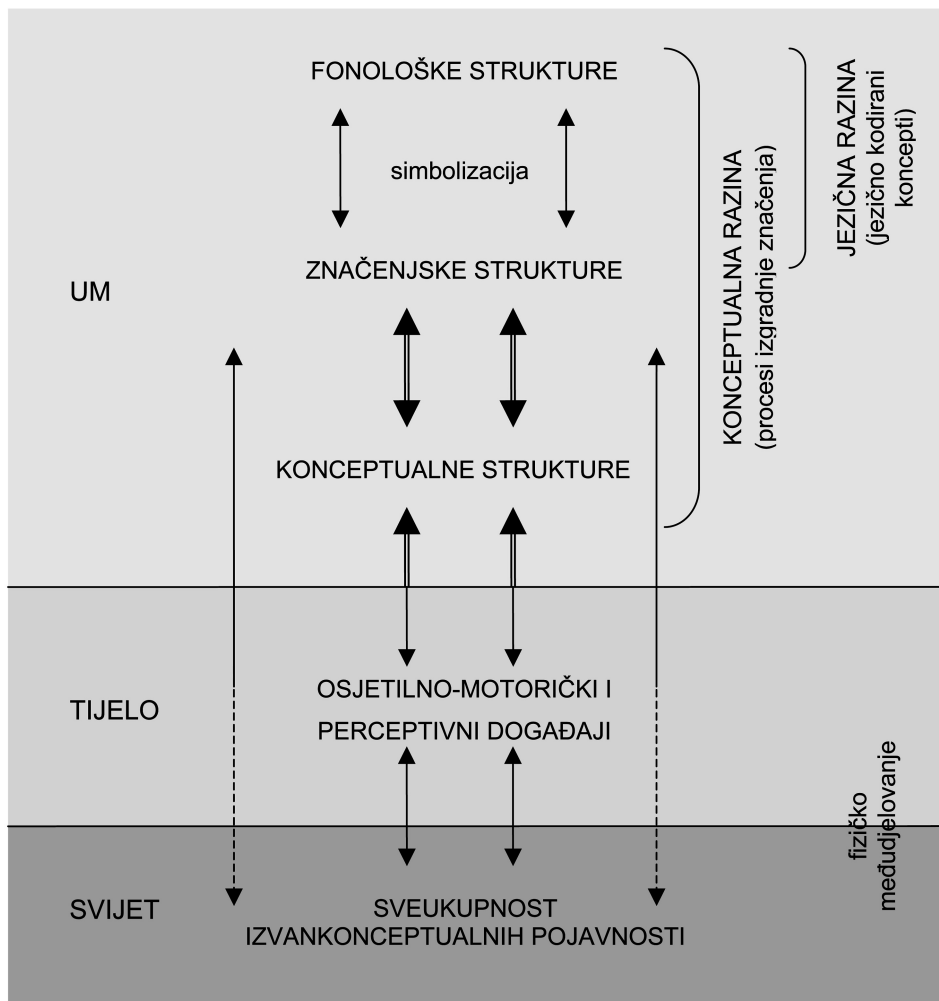 FONOLOŠKE STRUKTURE
simbolizacija
ZNAČENJSKE STRUKTURE
UM
KONCEPTUALNE STRUKTURE
KONCEPTUALNA RAZINA
(procesi izgradnje značenja)
JEZIČNA RAZINA
(jezično kodirani
koncepti)
TIJELO
OSJETILNO-MOTORIČKI I
PERCEPTIVNI DOGAĐAJI
fizičko
međudjelovanje
SVIJET
SVEUKUPNOST
IZVANKONCEPTUALNIH POJAVNOSTI